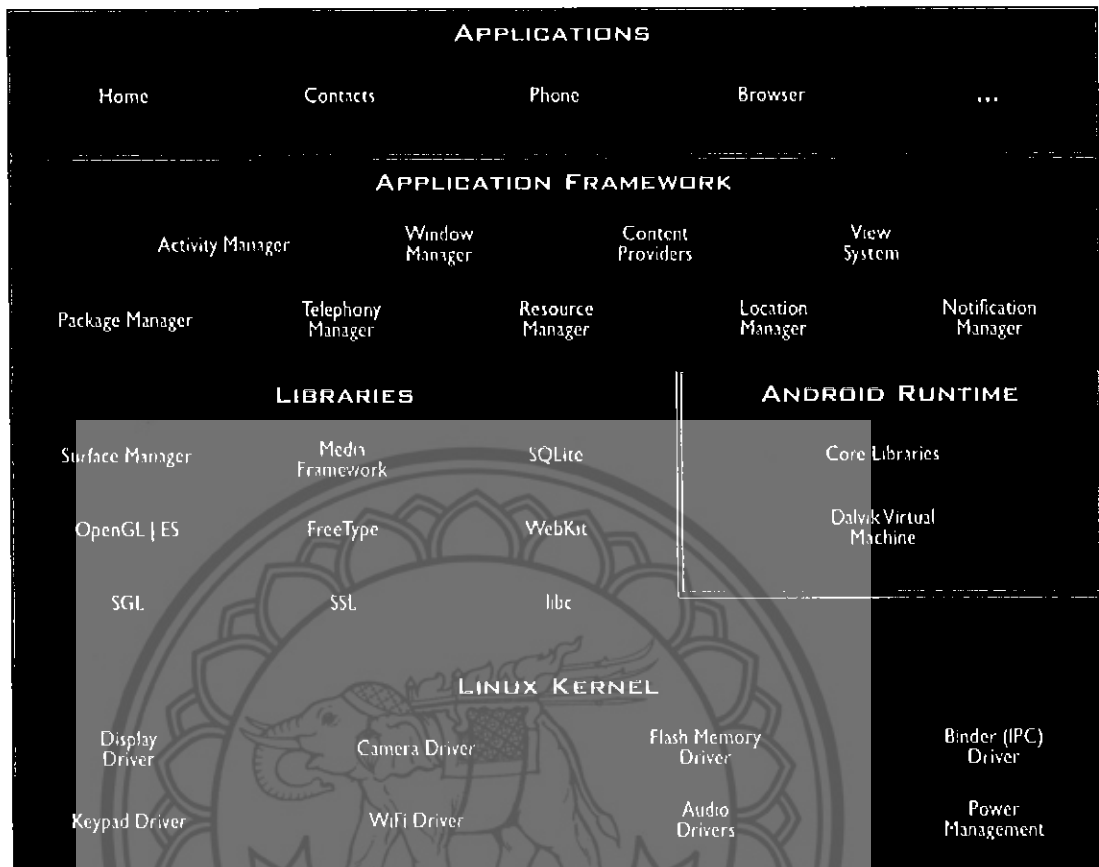 APPLICATIONS
Home Contacts Phone Browser ...
APPLICATION FRAMEWORK
Activity Manager Window Manager Content Providers View System
Package Manager Telephony Manager Resource Manager Location Manager Notification Manager
LIBRARIES
Surface Manager Media Framework SQLite
OpenGL | ES FreeType WebKit
SGL SSL libc
ANDROID RUNTIME
Core Libraries
Dalvik Virtual Machine
LINUX KERNEL
Display Driver Camera Driver Flash Memory Driver Binder (IPC) Driver
Keypad Driver WiFi Driver Audio Drivers Power Management